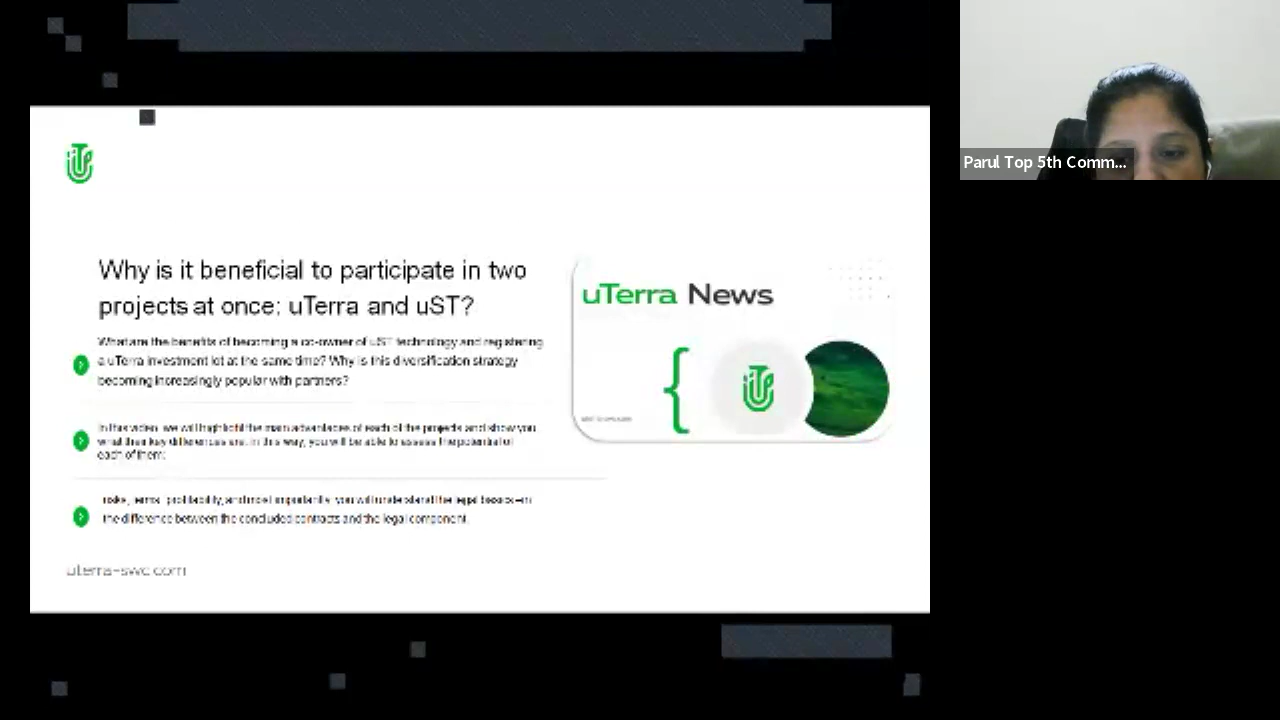 Why is it beneficial to participate in two
projects at once: uTerra and uST?
What are the benefits of becoming a co-owner of uST technology and registering
a uTerra investment lot at the same time? Why is this diversification strategy
becoming increasingly popular with partners?
In this video, we will highlight the main advantages of each of the projects and show you
what their key differences are. In this way, you will be able to assess the potential of
each of them:
risks, terms, profitability, and most importantly, you will understand the legal basics – in
the difference between the concluded contracts and the legal component.
uterra-swc.com
uTerra News
Parul Top 5th Comm...